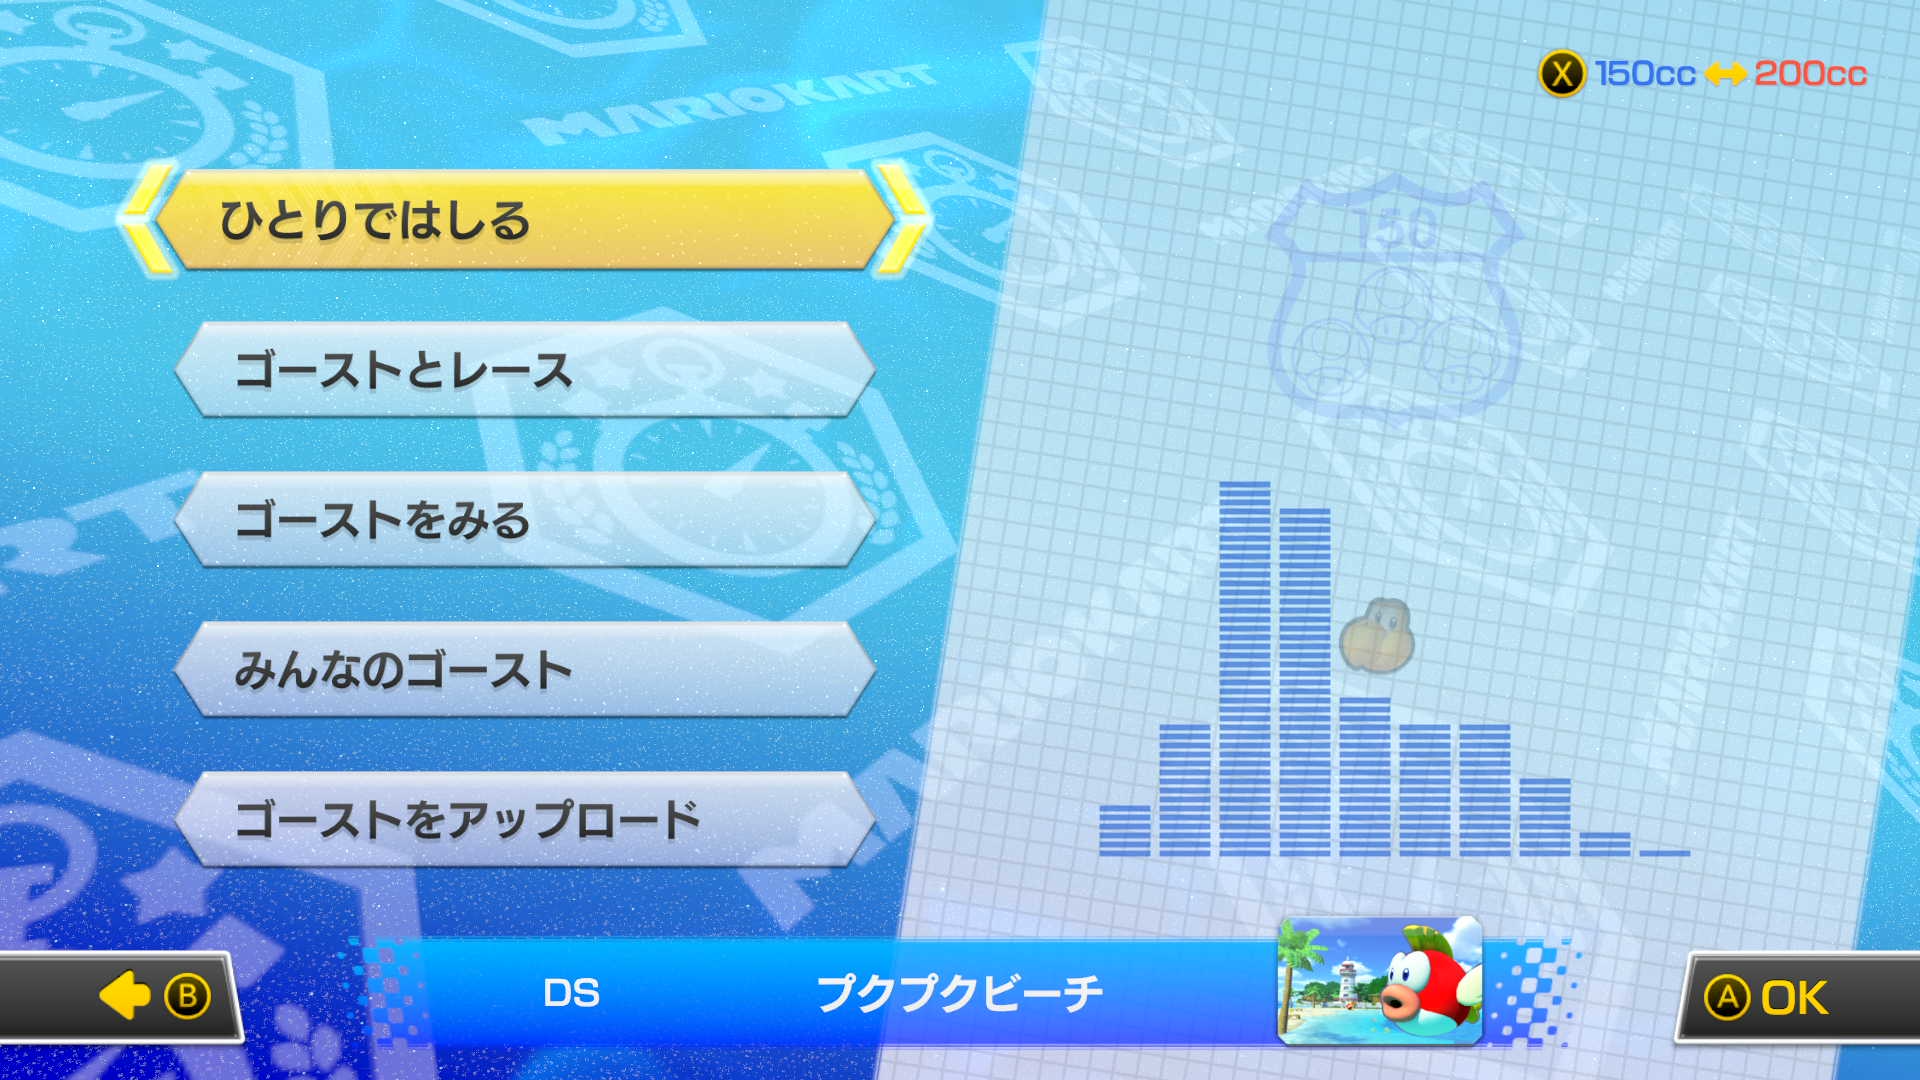 MARIOKART
X 150cc 200cc
150
ひとりではしる
ゴーストとレース
ゴーストをみる
みんなのゴースト
ゴーストをアップロード
B
DS プクプクビーチ
A OK